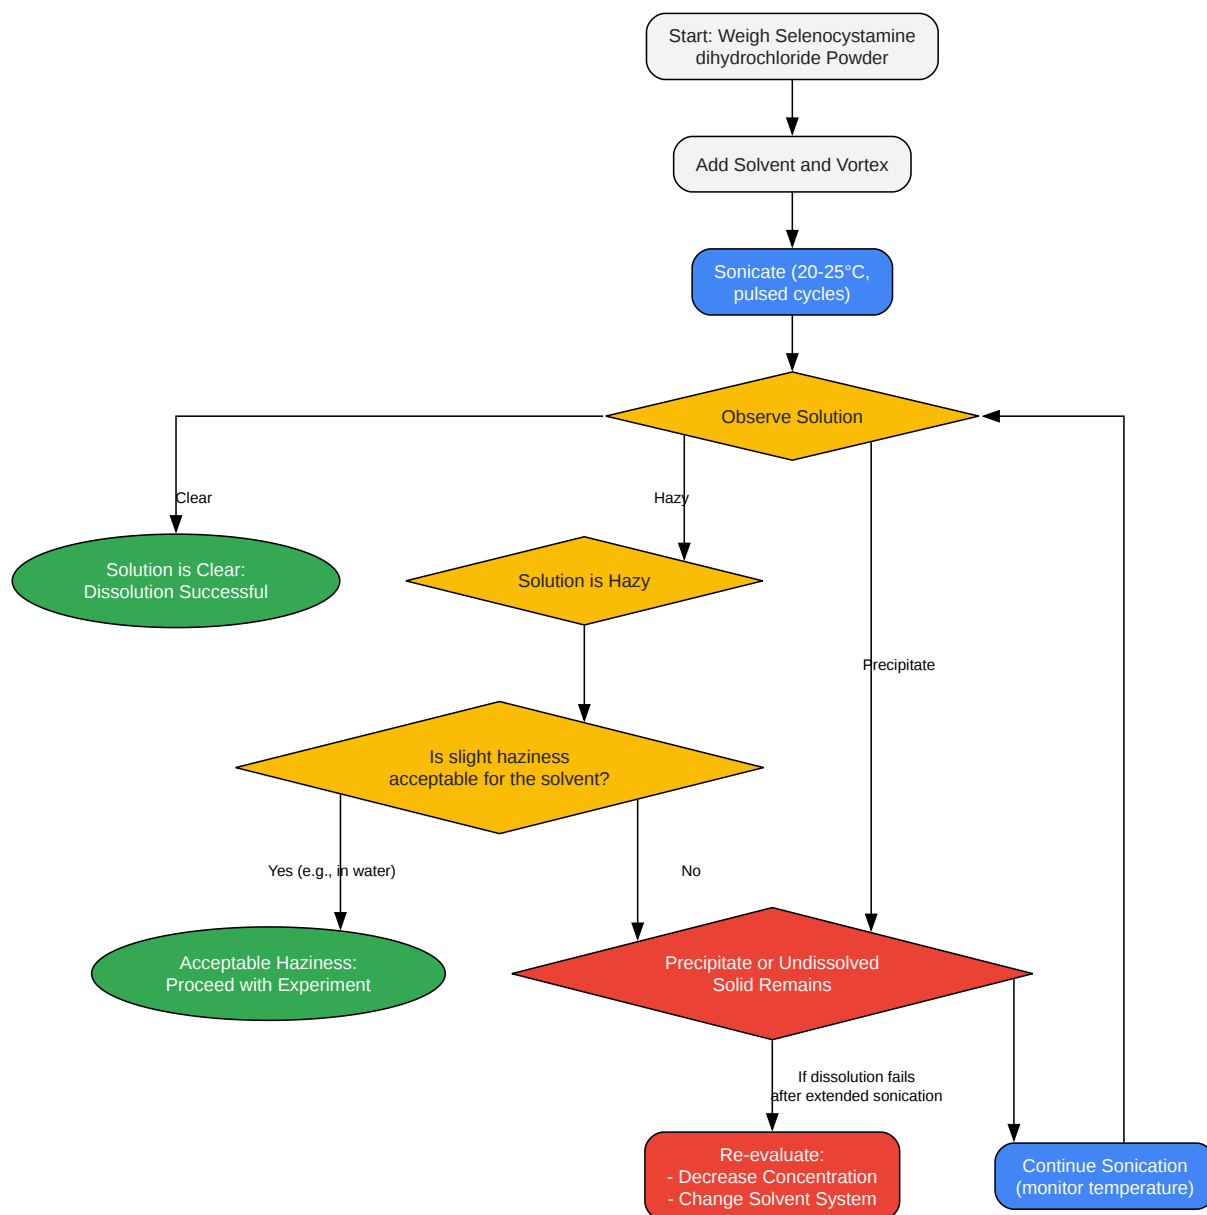 Start: Weigh Selenocystamine
dihydrochloride Powder
Add Solvent and Vortex
Sonicate (20-25°C,
pulsed cycles)
Observe Solution
Clear
Hazy
Solution is Clear:
Dissolution Successful
Solution is Hazy
Precipitate
Is slight haziness
acceptable for the solvent?
Yes (e.g., in water)
No
Acceptable Haziness:
Proceed with Experiment
Precipitate or Undissolved
Solid Remains
If dissolution fails
after extended sonication
Re-evaluate:
- Decrease Concentration
- Change Solvent System
Continue Sonication
(monitor temperature)